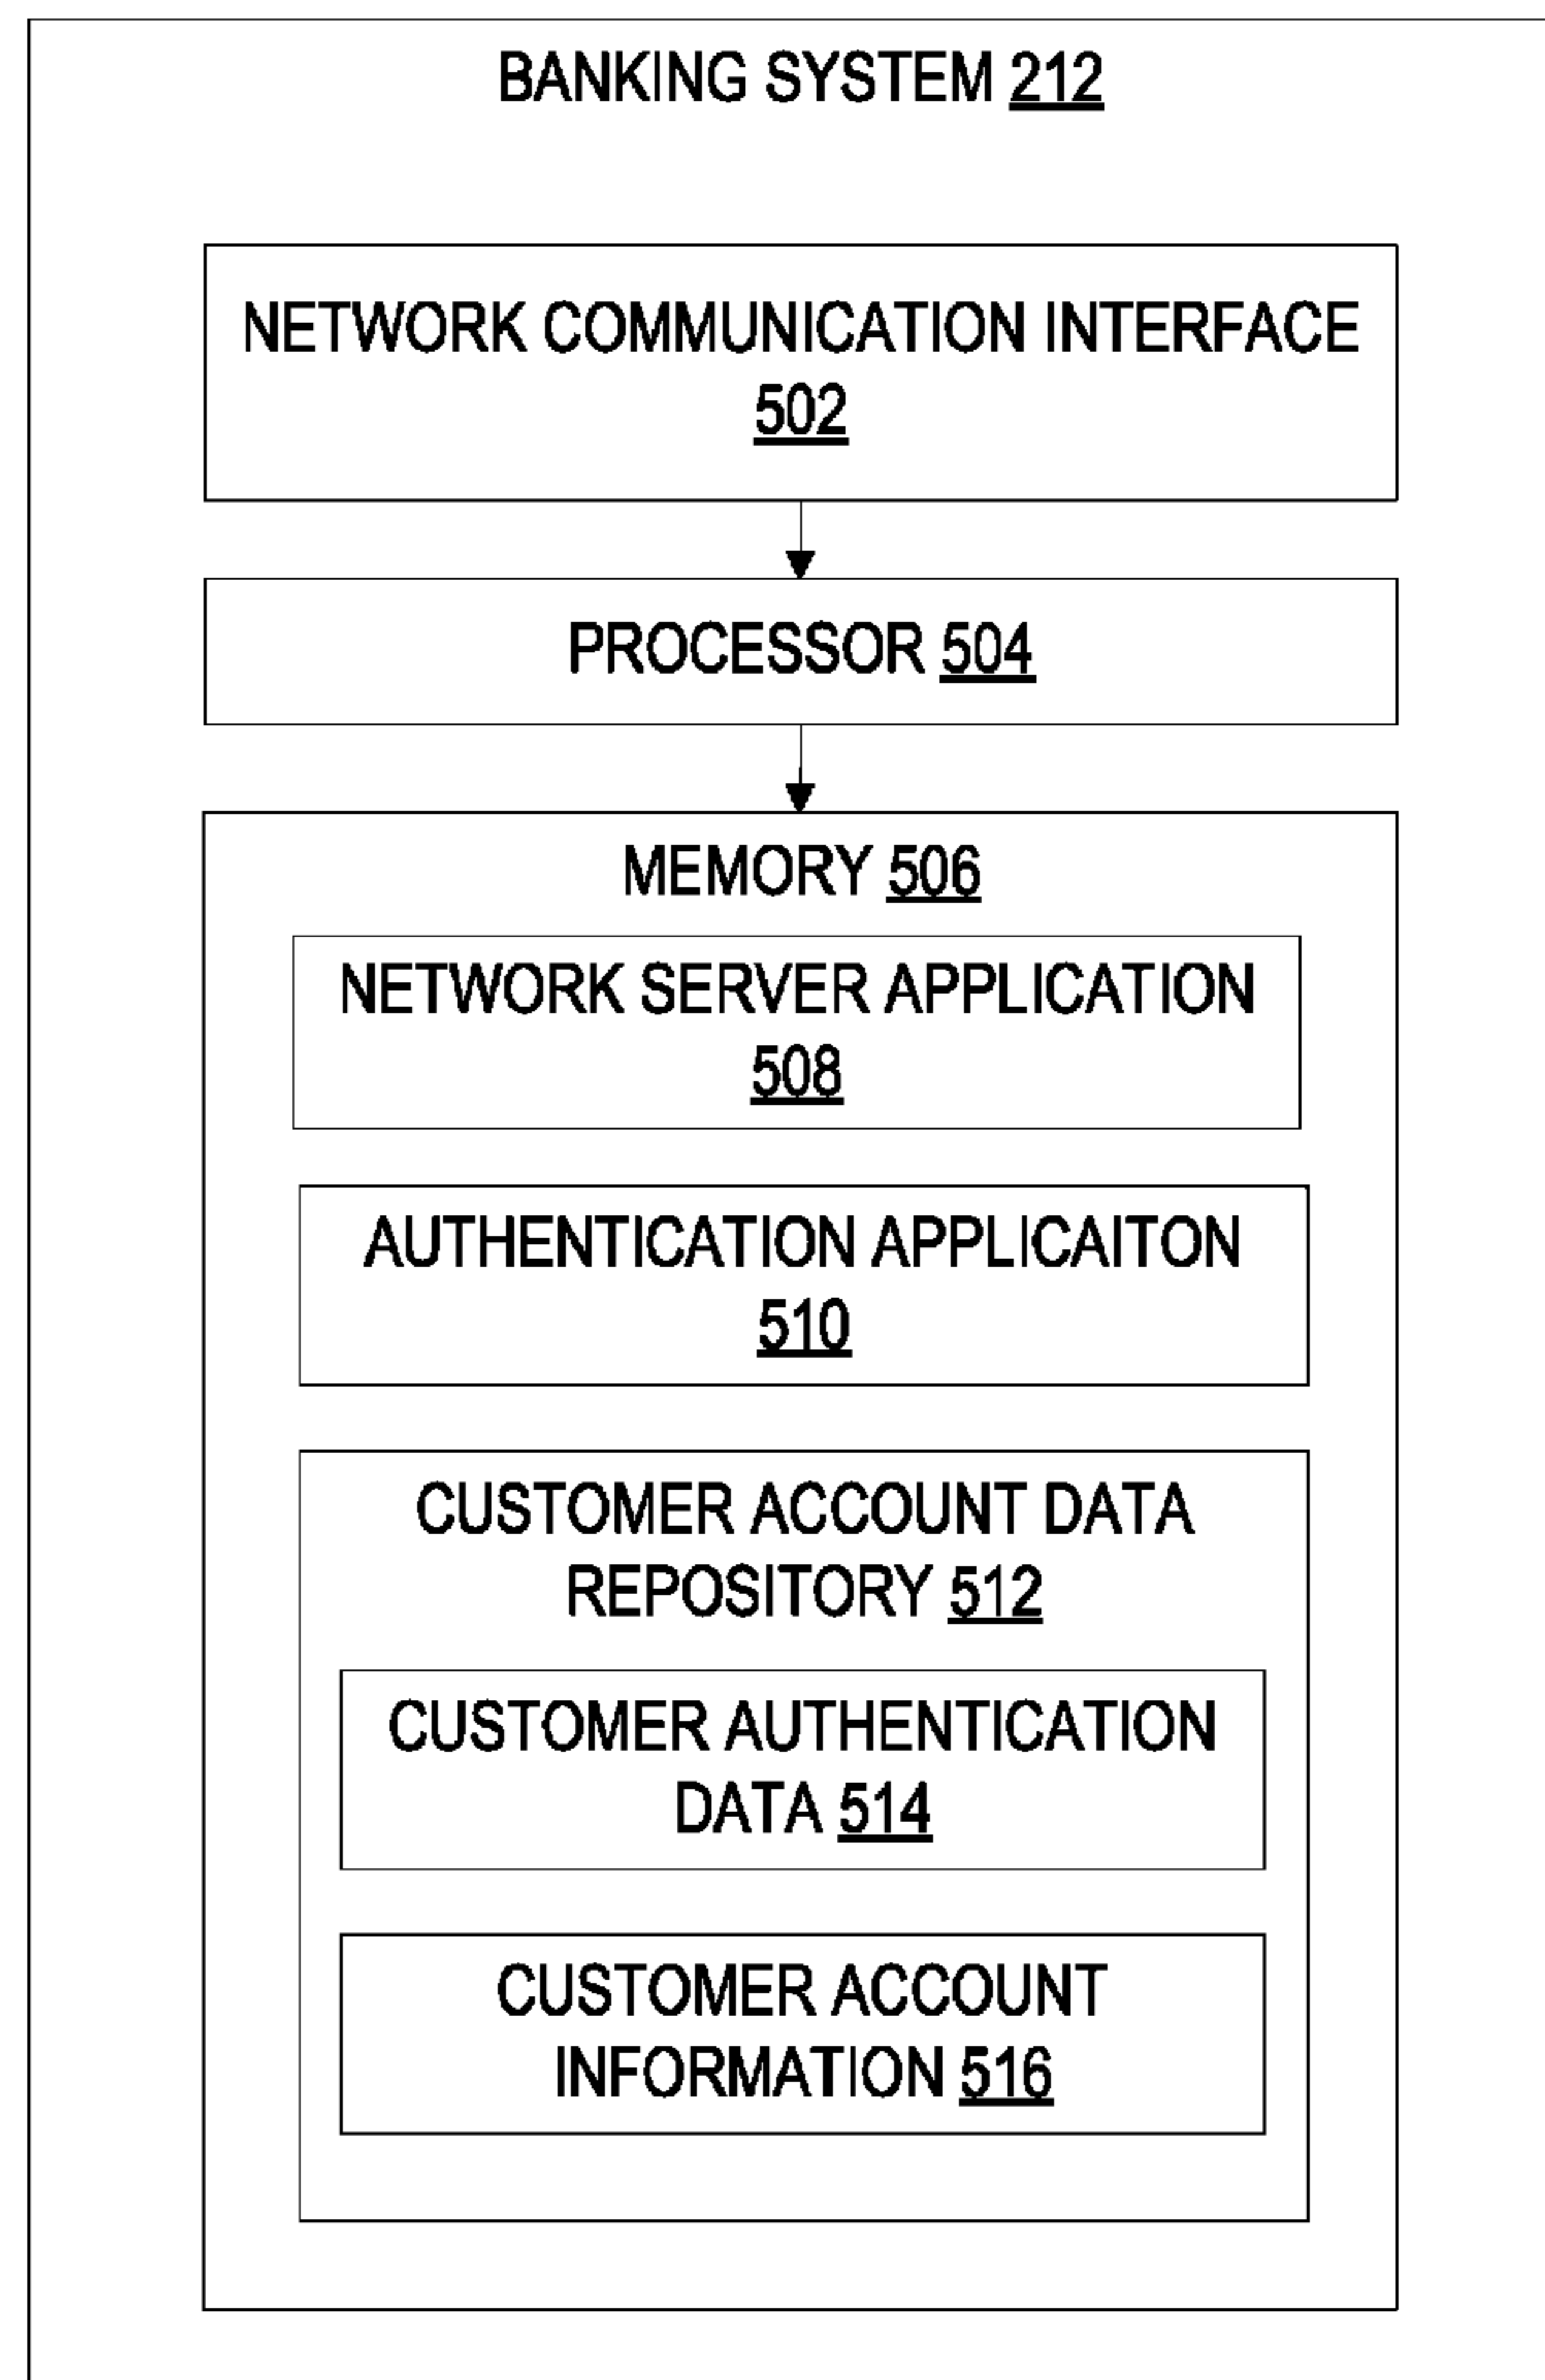 BANKING SYSTEM 212
NETWORK COMMUNICATION INTERFACE
502
PROCESSOR 504
MEMORY 506
NETWORK SERVER APPLICATION
508
AUTHENTICATION APPLICAITON
510
CUSTOMER ACCOUNT DATA
REPOSITORY 512
CUSTOMER AUTHENTICATION
DATA 514
CUSTOMER ACCOUNT
INFORMATION 516